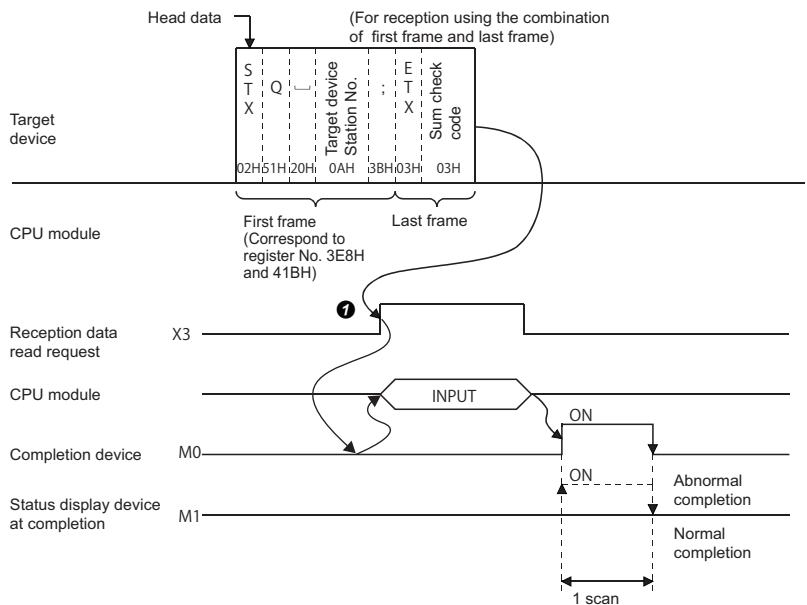 Head data
(For reception using the combination
of first frame and last frame)
Target
device
STX
Q
Target device
Station No.
;
ETX
Sum check
code
02H 51H 20H 0AH 3BH 03H 03H
CPU module
First frame
(Correspond to
register No. 3E8H
and 41BH)
Last frame
❶
Reception data
read request
X3
CPU module
INPUT
ON
Completion device
M0
ON
Abnormal
completion
Status display device
at completion
M1
Normal
completion
1 scan